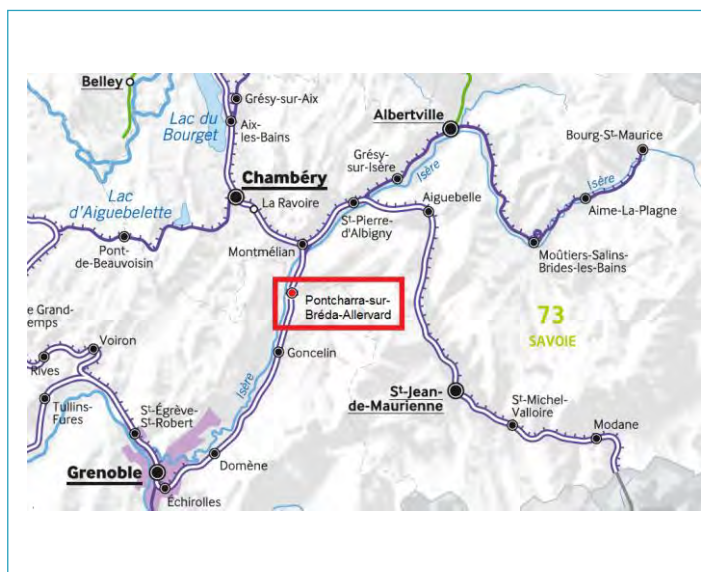 Belley
Lac du
Bourget
Grésy-sur-Aix
Aix-
les-Bains
Albertville
Bourg-Sᵗ-Maurice
Grésy
sur-Isère
Isère
Isère
Chambéry
La Ravoire
Aiguebelle
Aime-La-Plagne
Lac
d'Aiguebelette
Sᵗ-Pierre-
d'Albigny
Pont-
de-Beauvoisin
Montmélian
Moûtiers-Salins-
Brides-les-Bains
Pontcharra-sur-
Bréda-Allervard
73
SAVOIE
e Grand-
emps
Voiron
Rives
Goncelin
Isère
Tullins-
Fures
Sᵗ-Égrève-
Sᵗ-Robert
Sᵗ-Jean-
de-Maurienne
Sᵗ-Michel-
Valloire
Modane
Grenoble
Domène
Échirolles